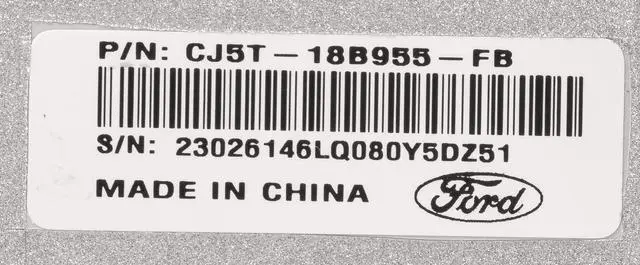 P/N: CJ5T-18B955-FB
S/N: 23026146LQ080Y5DZ51
MADE IN CHINA
Ford